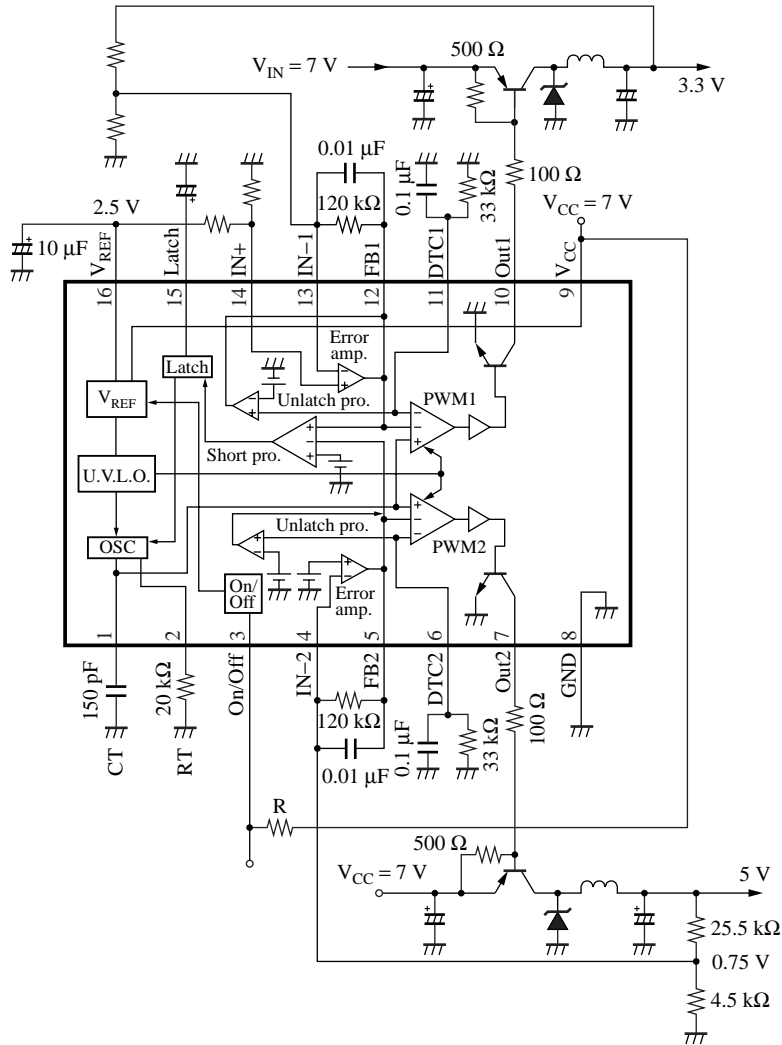 500 Ω
V_IN = 7 V
3.3 V
0.01 µF
0.1 µF
33 kΩ
100 Ω
2.5 V
120 kΩ
V_CC = 7 V
10 µF
V_REF
Latch
IN+
IN−1
FB1
DTC1
Out1
V_CC
16
15
14
13
12
11
10
9
Error
amp.
Latch
V_REF
Unlatch pro.
PWM1
Short pro.
U.V.L.O.
Unlatch pro.
PWM2
OSC
On/
Off
Error
amp.
1
2
3
4
5
6
7
8
150 pF
20 kΩ
On/Off
IN−2
FB2
DTC2
Out2
GND
120 kΩ
0.1 µF
33 kΩ
100 Ω
0.01 µF
CT
RT
R
500 Ω
V_CC = 7 V
5 V
25.5 kΩ
0.75 V
4.5 kΩ